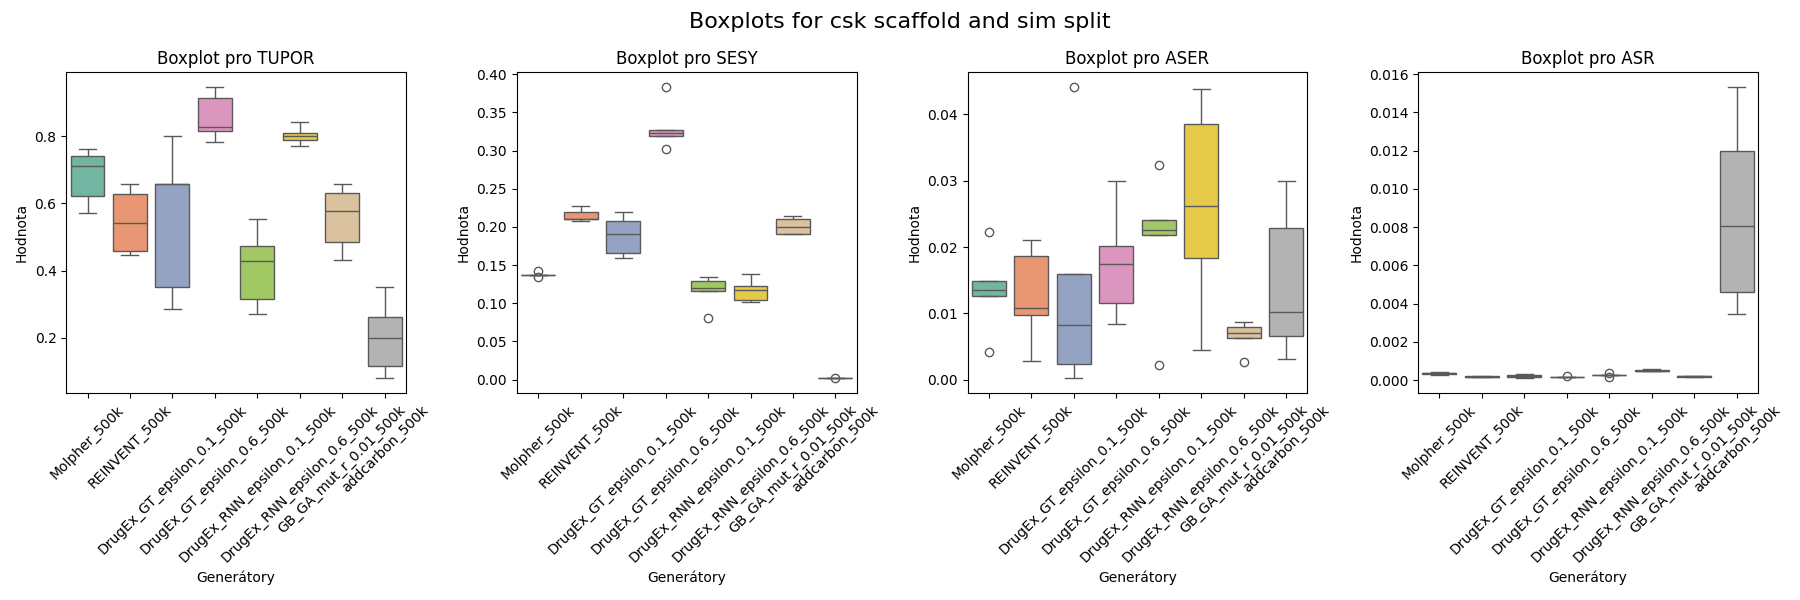 Boxplots for csk scaffold and sim split
Boxplot pro TUPOR
Hodnota
0.8
0.6
0.4
0.2
Molpher_500k
REINVENT_500k
DrugEx_GT_epsilon_0.1_500k
DrugEx_GT_epsilon_0.6_500k
DrugEx_RNN_epsilon_0.1_500k
DrugEx_RNN_epsilon_0.6_500k
GB_GA_mut_r_0.01_500k
addcarbon_500k
Generátory
Boxplot pro SESY
Hodnota
0.40
0.35
0.30
0.25
0.20
0.15
0.10
0.05
0.00
Molpher_500k
REINVENT_500k
DrugEx_GT_epsilon_0.1_500k
DrugEx_GT_epsilon_0.6_500k
DrugEx_RNN_epsilon_0.1_500k
DrugEx_RNN_epsilon_0.6_500k
GB_GA_mut_r_0.01_500k
addcarbon_500k
Generátory
Boxplot pro ASER
Hodnota
0.04
0.03
0.02
0.01
0.00
Molpher_500k
REINVENT_500k
DrugEx_GT_epsilon_0.1_500k
DrugEx_GT_epsilon_0.6_500k
DrugEx_RNN_epsilon_0.1_500k
DrugEx_RNN_epsilon_0.6_500k
GB_GA_mut_r_0.01_500k
addcarbon_500k
Generátory
Boxplot pro ASR
Hodnota
0.016
0.014
0.012
0.010
0.008
0.006
0.004
0.002
0.000
Molpher_500k
REINVENT_500k
DrugEx_GT_epsilon_0.1_500k
DrugEx_GT_epsilon_0.6_500k
DrugEx_RNN_epsilon_0.1_500k
DrugEx_RNN_epsilon_0.6_500k
GB_GA_mut_r_0.01_500k
addcarbon_500k
Generátory